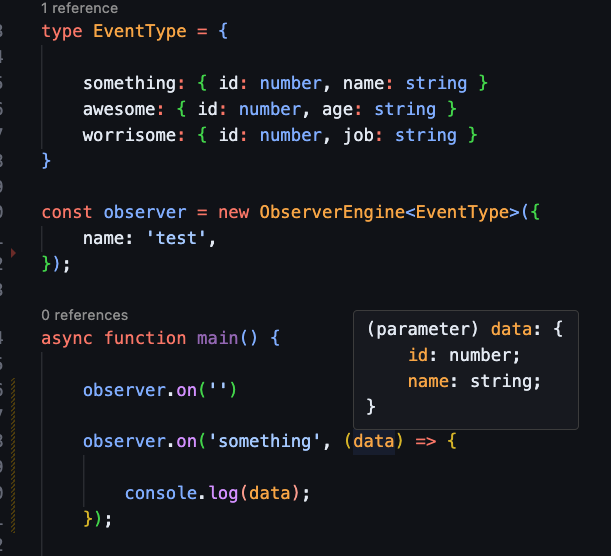 1 reference
type EventType = {
something: { id: number, name: string }
awesome: { id: number, age: string }
worrisome: { id: number, job: string }
}
const observer = new ObserverEngine<EventType>({
name: 'test',
});
0 references
async function main() {
observer.on('')
observer.on('something', (data) => {
console.log(data);
});
(parameter) data: {
id: number;
name: string;
}